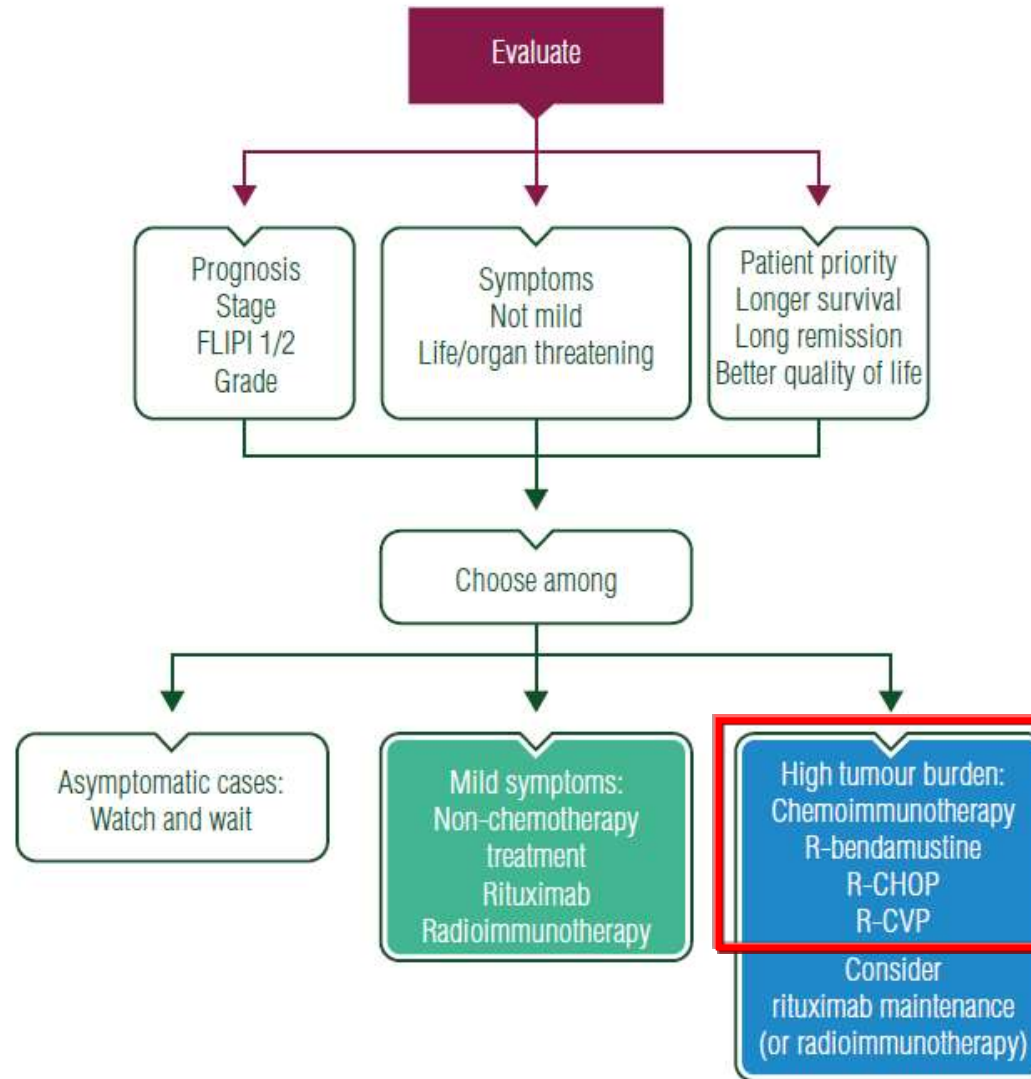 Evaluate
Prognosis
Stage
FLIPI 1/2
Grade
Symptoms
Not mild
Life/organ threatening
Patient priority
Longer survival
Long remission
Better quality of life
Choose among
Asymptomatic cases:
Watch and wait
Mild symptoms:
Non-chemotherapy
treatment
Rituximab
Radioimmunotherapy
High tumour burden:
Chemoimmunotherapy
R-bendamustine
R-CHOP
R-CVP
Consider
rituximab maintenance
(or radioimmunotherapy)